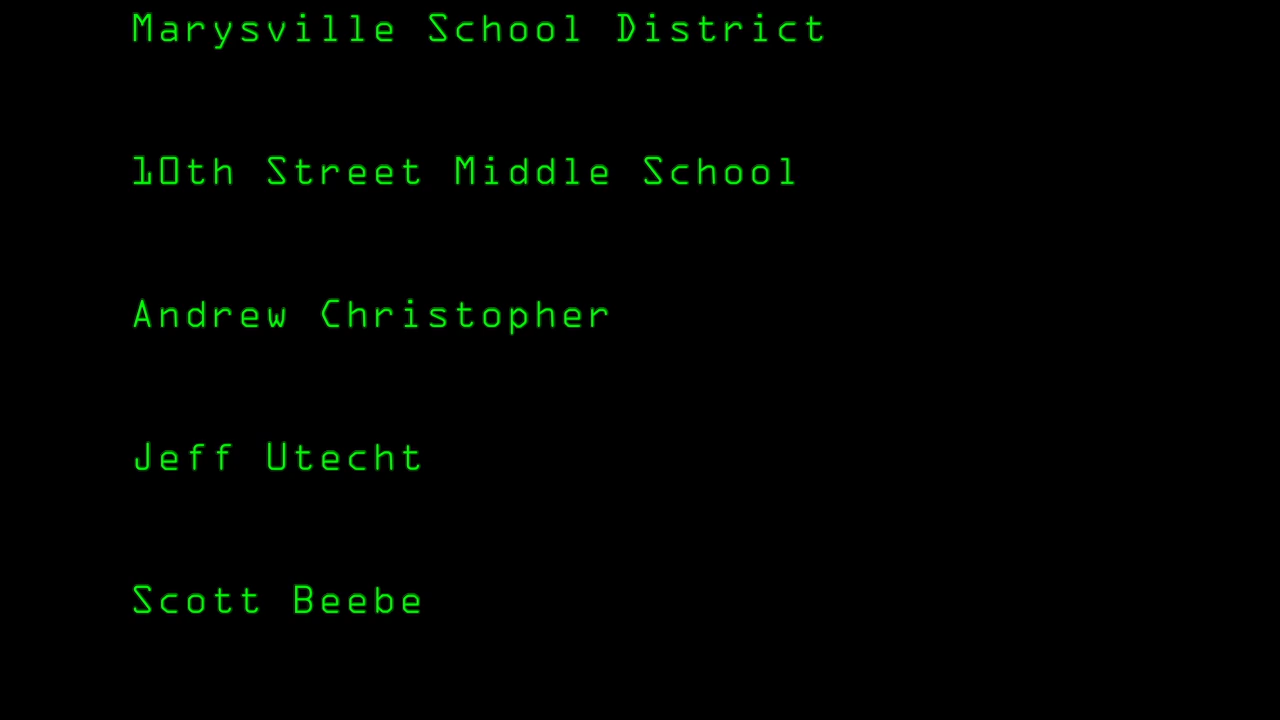 Marysville School District
10th Street Middle School
Andrew Christopher
Jeff Utecht
Scott Beebe